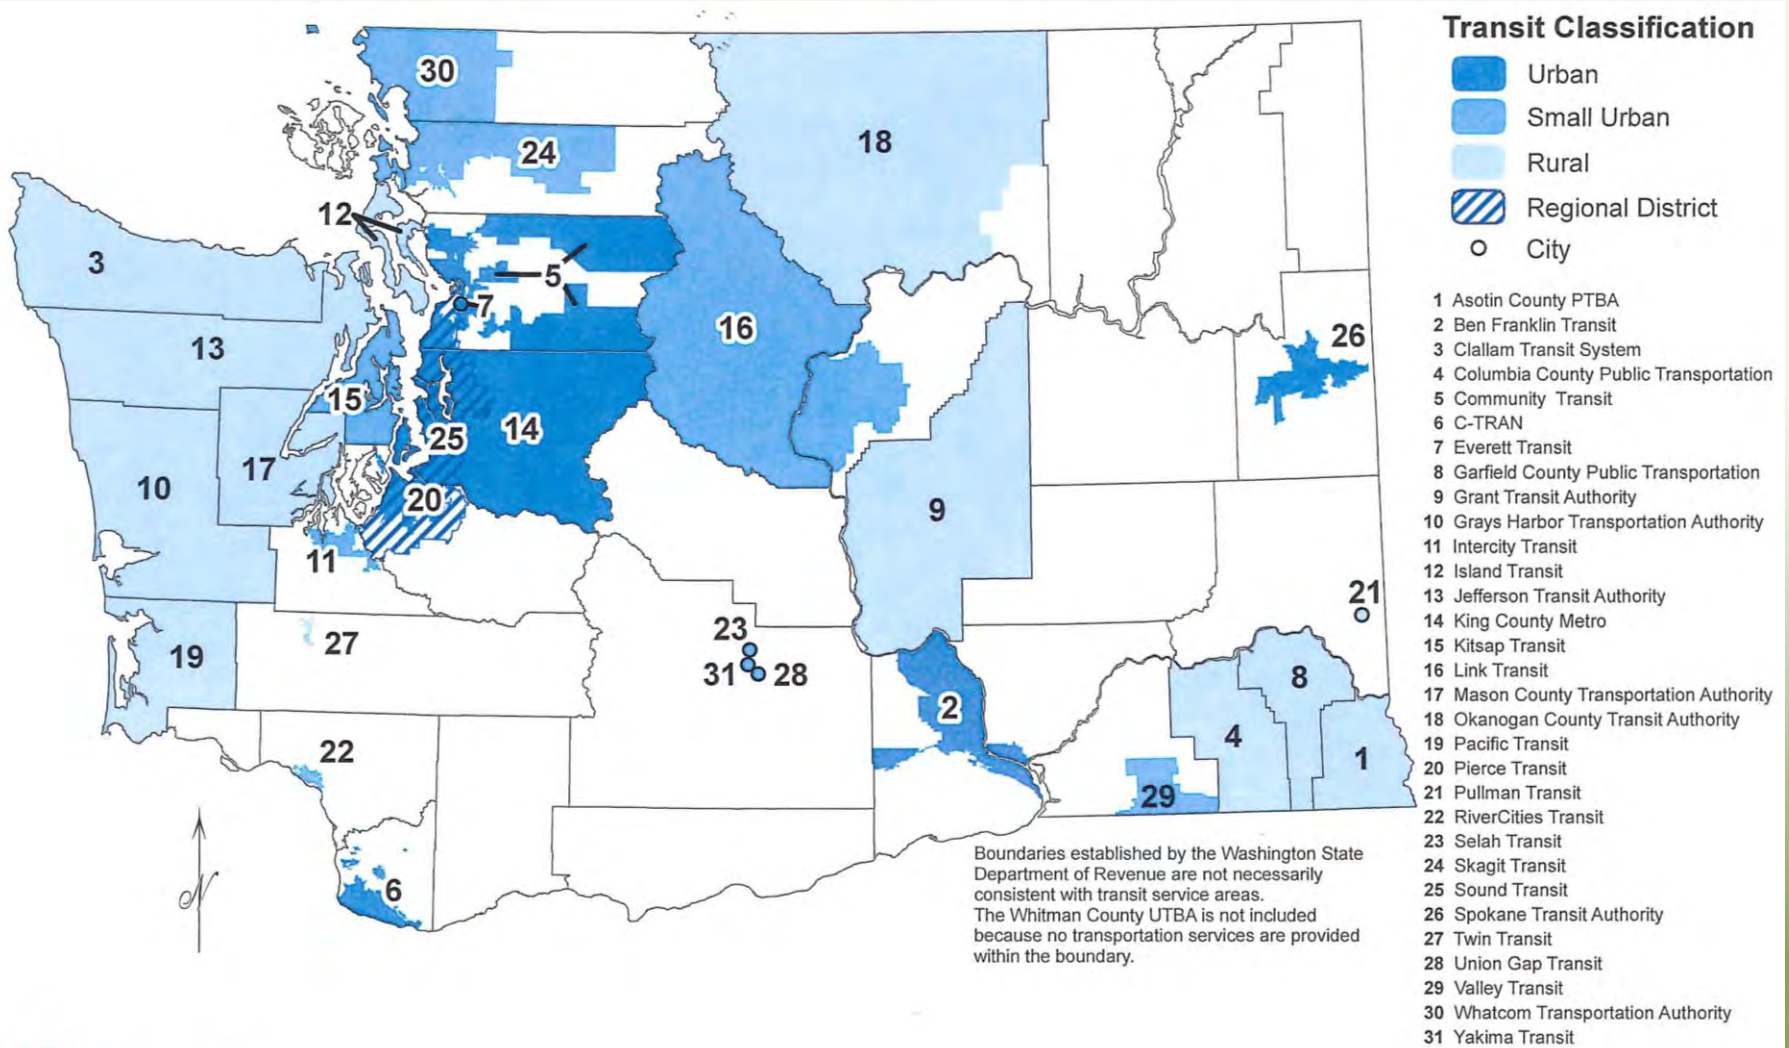 Transit Classification
Urban
Small Urban
Rural
Regional District
City
30
24
18
12
3
5
7
16
13
26
15
14
25
17
10
20
9
11
21
23
27
19
31
28
8
2
4
22
1
29
6
N
1 Asotin County PTBA
2 Ben Franklin Transit
3 Clallam Transit System
4 Columbia County Public Transportation
5 Community Transit
6 C-TRAN
7 Everett Transit
8 Garfield County Public Transportation
9 Grant Transit Authority
10 Grays Harbor Transportation Authority
11 Intercity Transit
12 Island Transit
13 Jefferson Transit Authority
14 King County Metro
15 Kitsap Transit
16 Link Transit
17 Mason County Transportation Authority
18 Okanogan County Transit Authority
19 Pacific Transit
20 Pierce Transit
21 Pullman Transit
22 RiverCities Transit
23 Selah Transit
24 Skagit Transit
25 Sound Transit
26 Spokane Transit Authority
27 Twin Transit
28 Union Gap Transit
29 Valley Transit
30 Whatcom Transportation Authority
31 Yakima Transit
Boundaries established by the Washington State
Department of Revenue are not necessarily
consistent with transit service areas.
The Whitman County UTBA is not included
because no transportation services are provided
within the boundary.